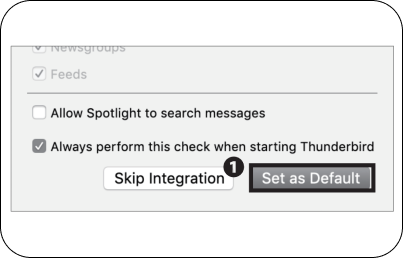 Newsgroups
Feeds
Allow Spotlight to search messages
Always perform this check when starting Thunderbird
Skip Integration
1
Set as Default